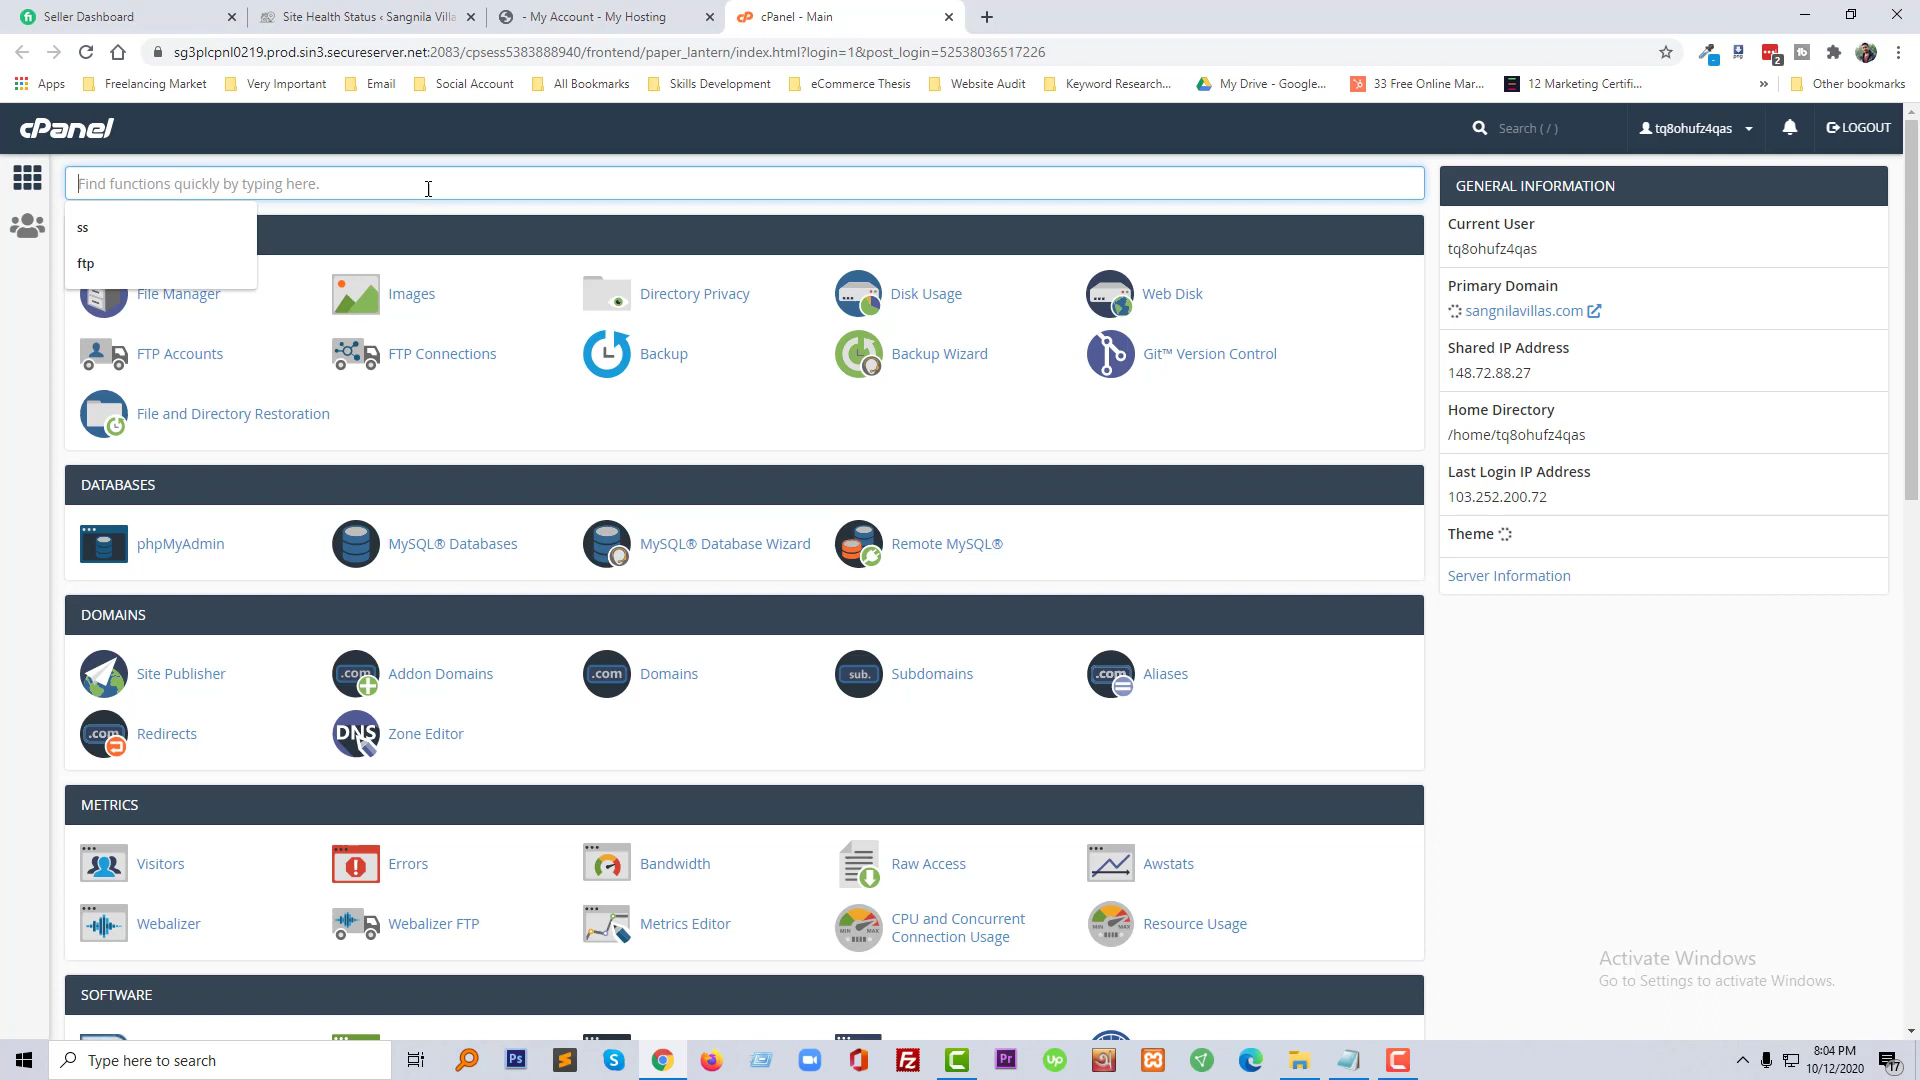 Seller Dashboard
Site Health Status ‹ Sangnila Villa
- My Account - My Hosting
cPanel - Main
sg3plcpnl0219.prod.sin3.secureserver.net:2083/cpsess5383888940/frontend/paper_lantern/index.html?login=1&post_login=52538036517226
Apps
Freelancing Market
Very Important
Email
Social Account
All Bookmarks
Skills Development
eCommerce Thesis
Website Audit
Keyword Research...
My Drive - Google...
33 Free Online Mar...
12 Marketing Certifi...
»
Other bookmarks
cPanel
Search ( / )
tq8ohufz4qas
LOGOUT
Find functions quickly by typing here.
ss
ftp
File Manager
Images
Directory Privacy
Disk Usage
Web Disk
FTP Accounts
FTP Connections
Backup
Backup Wizard
Git™ Version Control
File and Directory Restoration
DATABASES
phpMyAdmin
MySQL® Databases
MySQL® Database Wizard
Remote MySQL®
DOMAINS
Site Publisher
Addon Domains
Domains
Subdomains
Aliases
Redirects
Zone Editor
METRICS
Visitors
Errors
Bandwidth
Raw Access
Awstats
Webalizer
Webalizer FTP
Metrics Editor
CPU and Concurrent
Connection Usage
Resource Usage
SOFTWARE
GENERAL INFORMATION
Current User
tq8ohufz4qas
Primary Domain
sangnilavillas.com
Shared IP Address
148.72.88.27
Home Directory
/home/tq8ohufz4qas
Last Login IP Address
103.252.200.72
Theme
Server Information
Activate Windows
Go to Settings to activate Windows.
Type here to search
8:04 PM
10/12/2020
17